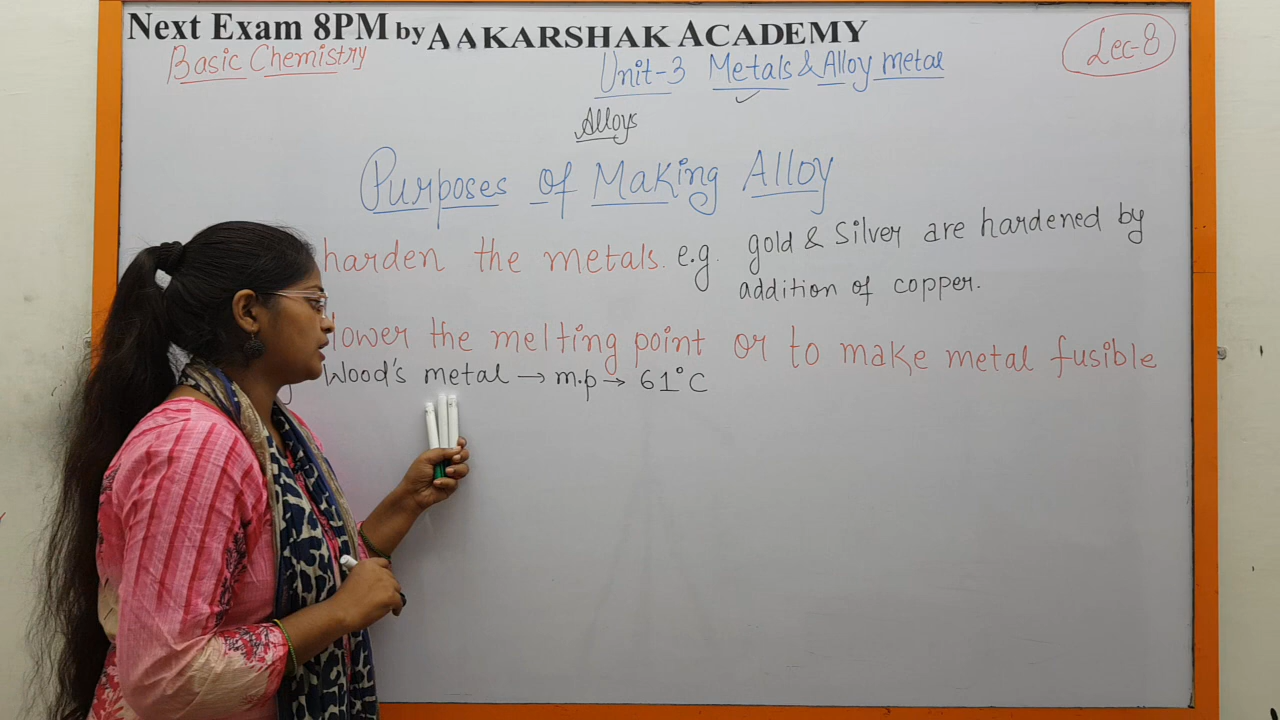 Next Exam 8PM by AAKARSHAK ACADEMY
Basic Chemistry
Unit-3 Metals & Alloy metal
Lec-8
Alloys
Purposes of Making Alloy
harden the metals. e.g. gold & Silver are hardened by
addition of copper.
lower the melting point or to make metal fusible
Wood's metal → m.p → 61°C